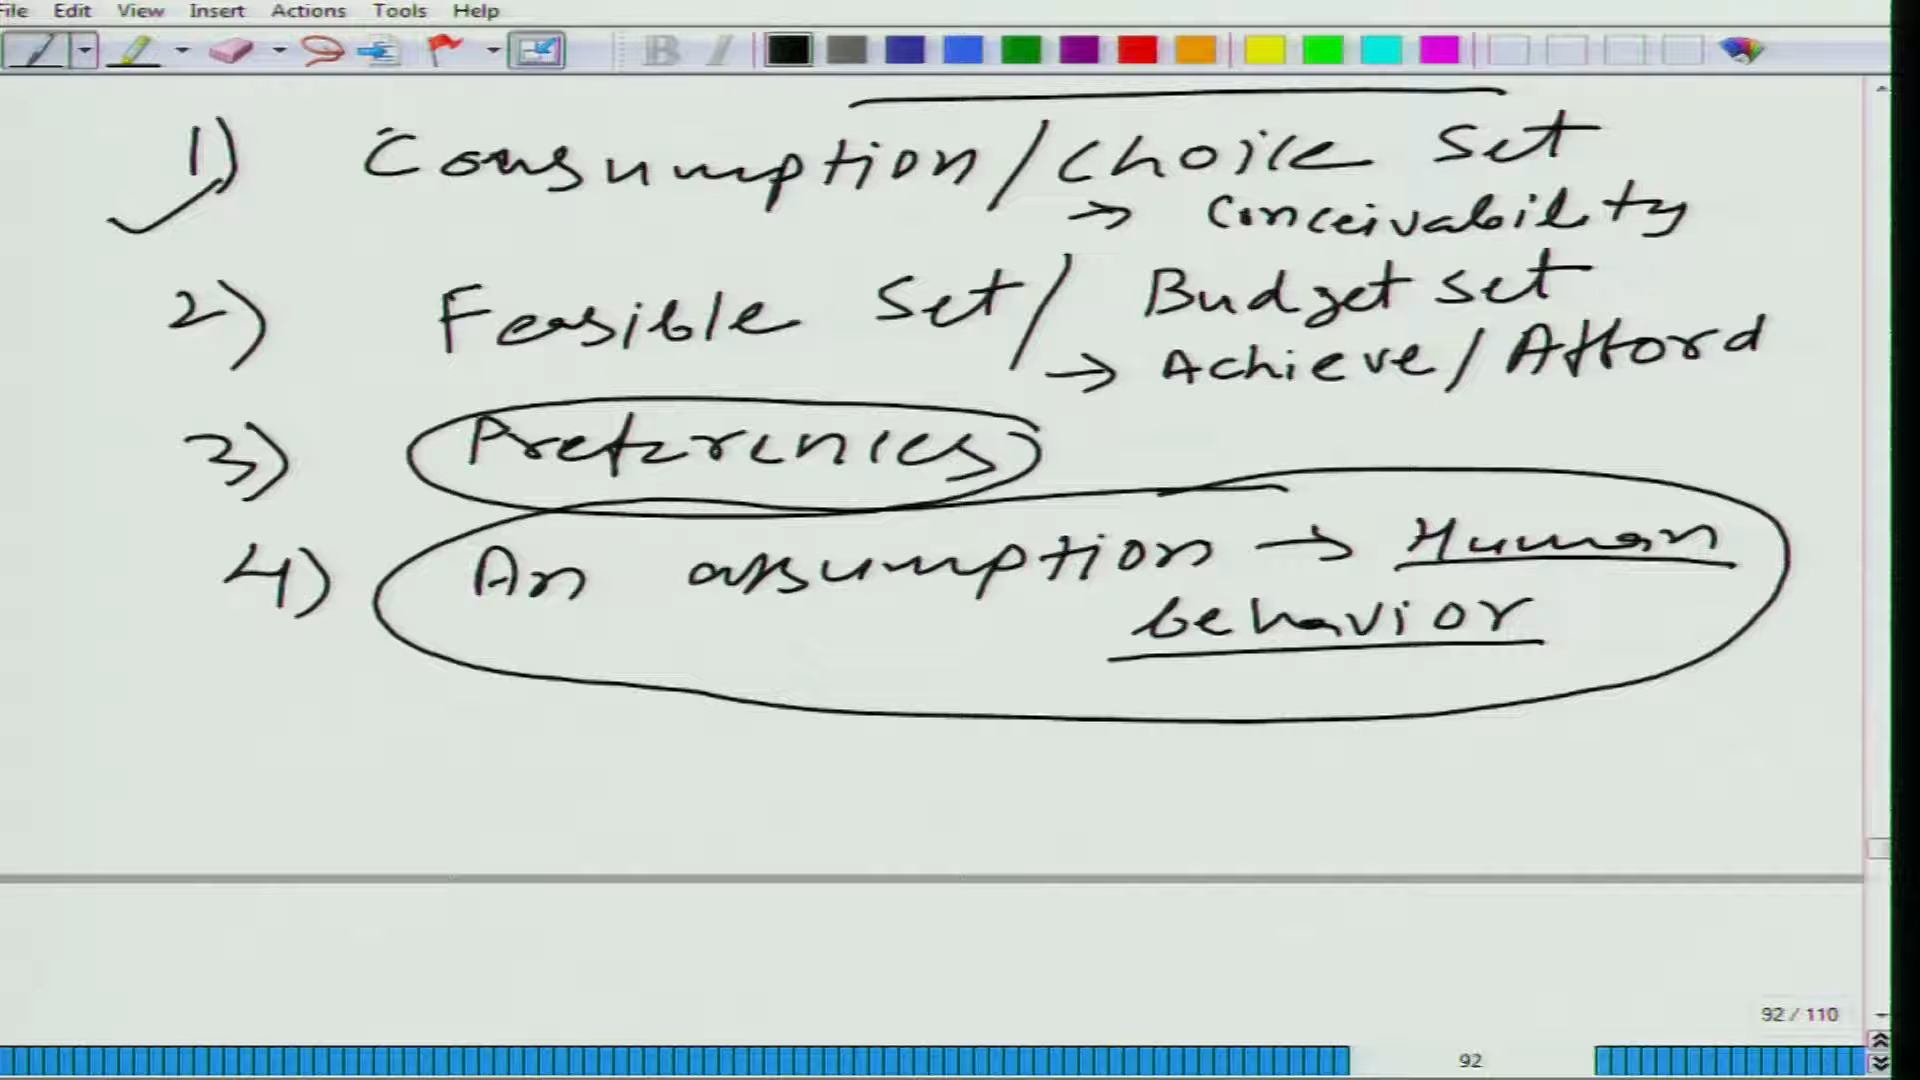 File Edit View Insert Actions Tools Help
B I
1) Consumption/Choice Set
→ Conceivability
2) Feasible Set/ Budget set
→ Achieve/Afford
3) Preferences
4) An assumption → Human
behavior
92 / 110
92